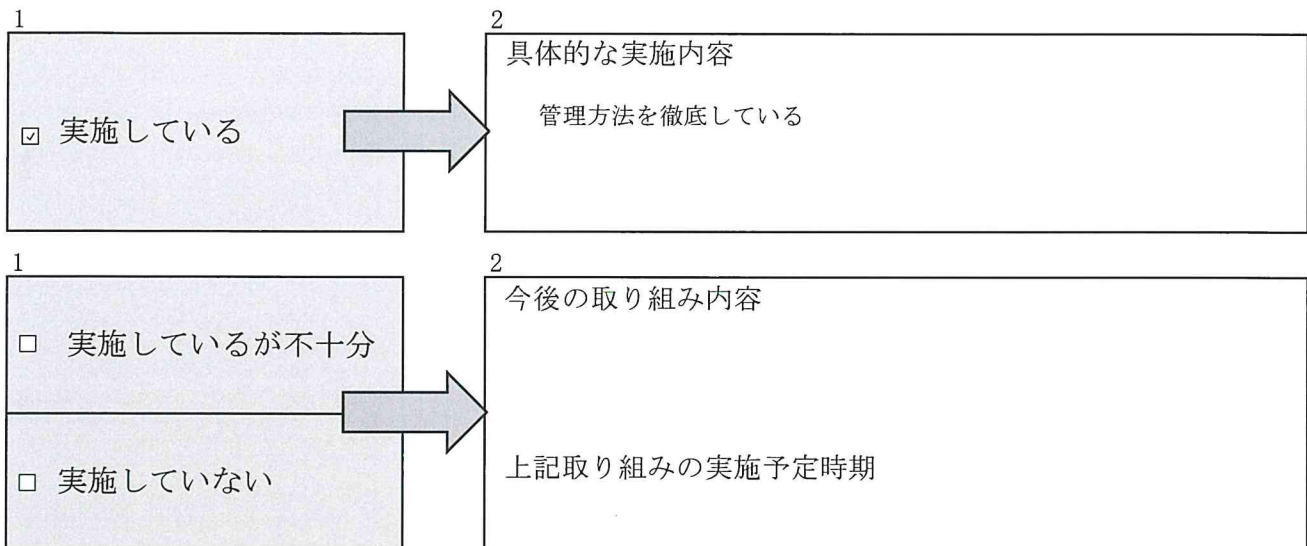 1
☑ 実施している
2
具体的な実施内容
管理方法を徹底している
1
□ 実施しているが不十分
□ 実施していない
2
今後の取り組み内容
上記取り組みの実施予定時期